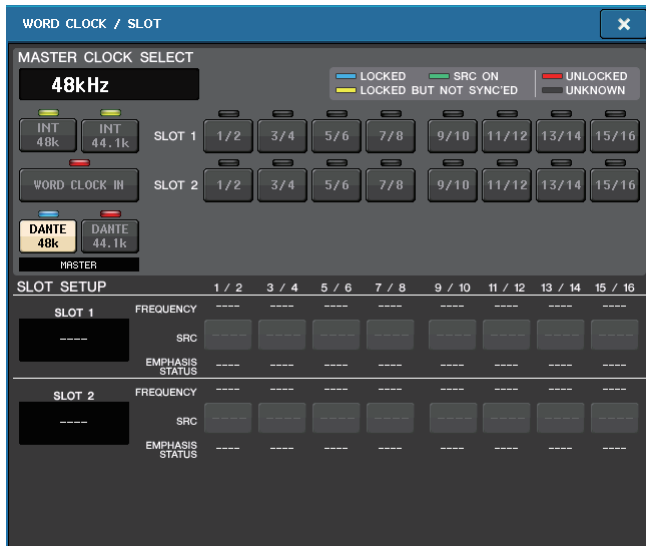 WORD CLOCK / SLOT
MASTER CLOCK SELECT
48kHz
LOCKED SRC ON UNLOCKED
LOCKED BUT NOT SYNC'ED UNKNOWN
INT 48k INT 44.1k SLOT 1 1/2 3/4 5/6 7/8 9/10 11/12 13/14 15/16
WORD CLOCK IN SLOT 2 1/2 3/4 5/6 7/8 9/10 11/12 13/14 15/16
DANTE 48k DANTE 44.1k
MASTER
SLOT SETUP 1 / 2 3 / 4 5 / 6 7 / 8 9 / 10 11 / 12 13 / 14 15 / 16
SLOT 1 FREQUENCY ---- ---- ---- ---- ---- ---- ---- ----
---- SRC ---- ---- ---- ---- ---- ---- ---- ----
EMPHASIS STATUS ---- ---- ---- ---- ---- ---- ---- ----
SLOT 2 FREQUENCY ---- ---- ---- ---- ---- ---- ---- ----
---- SRC ---- ---- ---- ---- ---- ---- ---- ----
EMPHASIS STATUS ---- ---- ---- ---- ---- ---- ---- ----